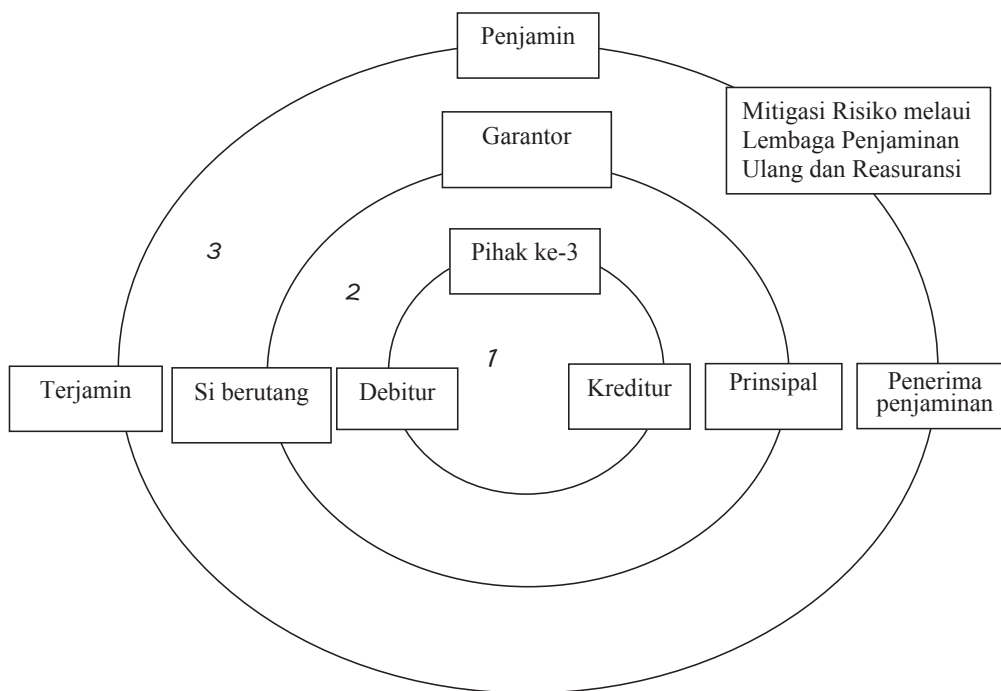 Penjamin
Mitigasi Risiko melaui
Lembaga Penjaminan
Ulang dan Reasuransi
Garantor
Pihak ke-3
3
2
1
Terjamin
Si berutang
Debitur
Kreditur
Prinsipal
Penerima
penjaminan